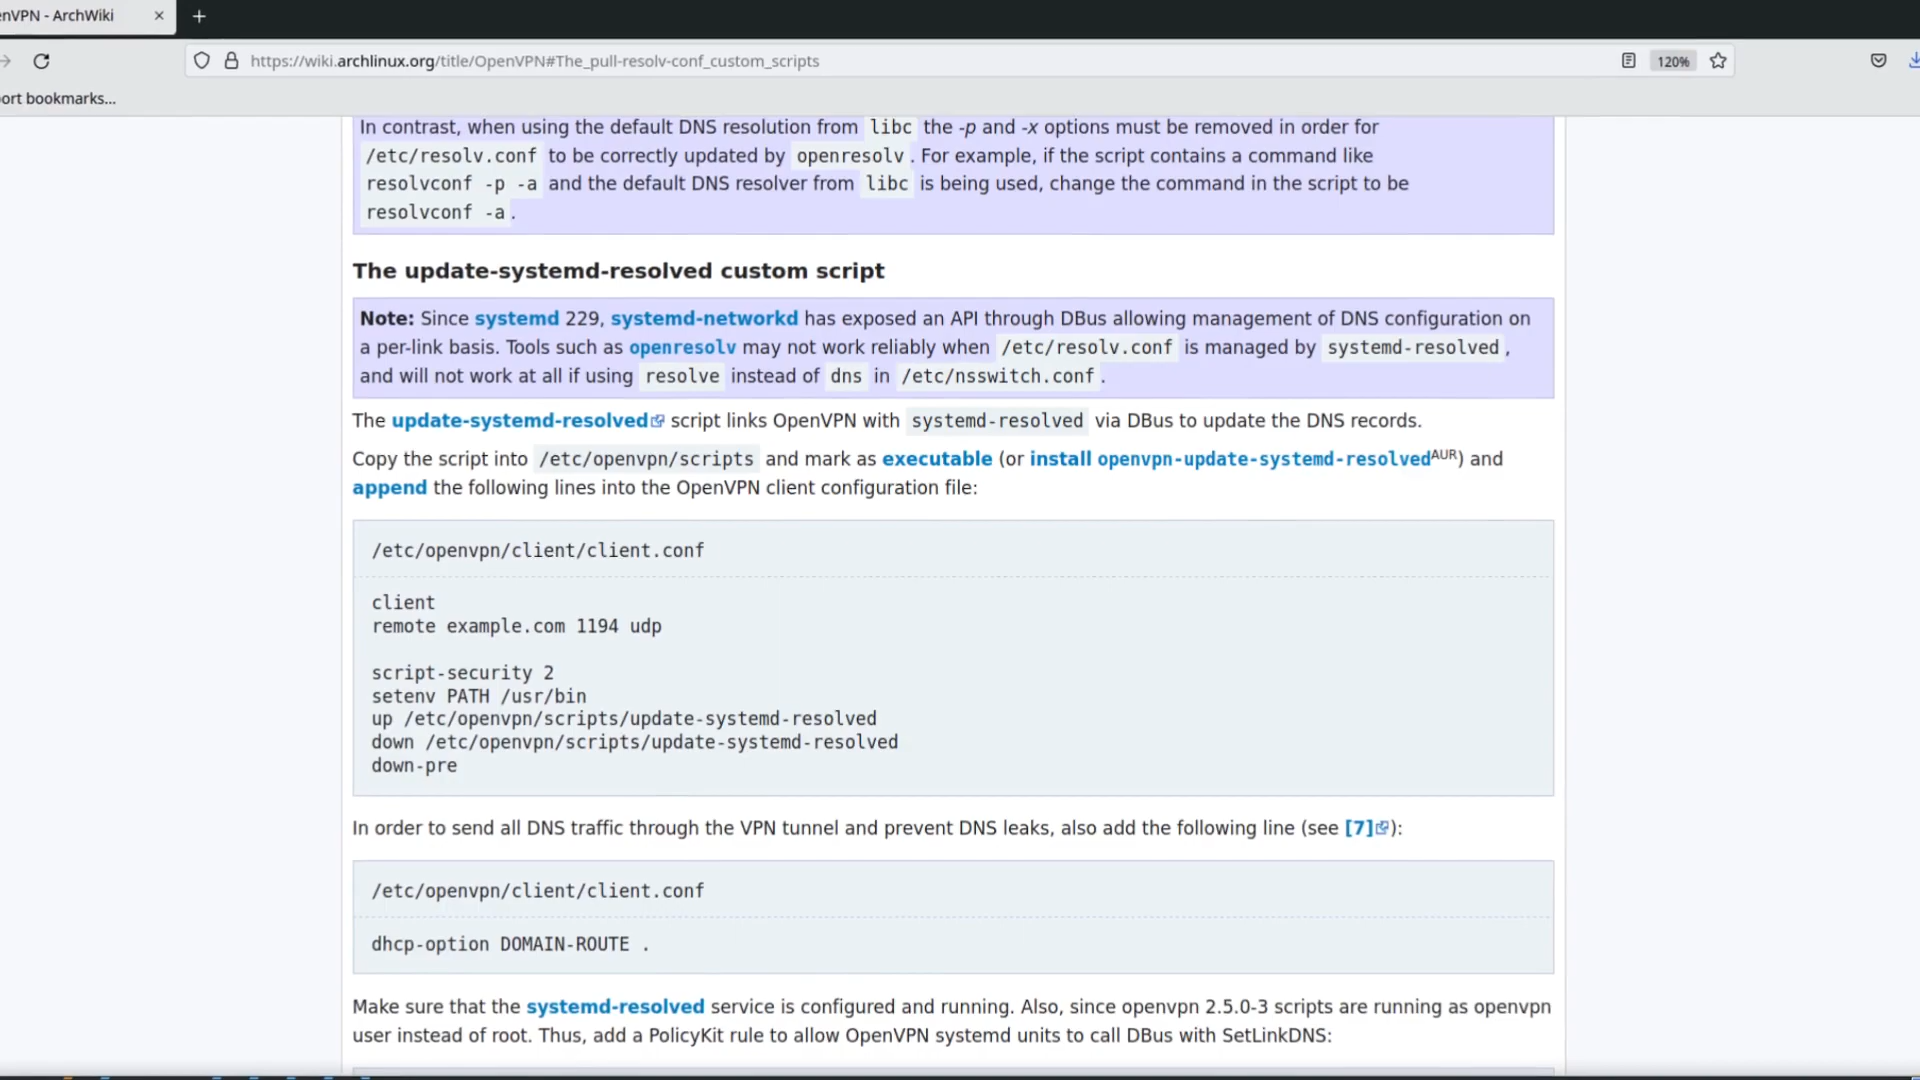 enVPN - ArchWiki
https://wiki.archlinux.org/title/OpenVPN#The_pull-resolv-conf_custom_scripts
120%
ort bookmarks...
In contrast, when using the default DNS resolution from libc the -p and -x options must be removed in order for
/etc/resolv.conf to be correctly updated by openresolv. For example, if the script contains a command like
resolvconf -p -a and the default DNS resolver from libc is being used, change the command in the script to be
resolvconf -a.
The update-systemd-resolved custom script
Note: Since systemd 229, systemd-networkd has exposed an API through DBus allowing management of DNS configuration on
a per-link basis. Tools such as openresolv may not work reliably when /etc/resolv.conf is managed by systemd-resolved,
and will not work at all if using resolve instead of dns in /etc/nsswitch.conf.
The update-systemd-resolved script links OpenVPN with systemd-resolved via DBus to update the DNS records.
Copy the script into /etc/openvpn/scripts and mark as executable (or install openvpn-update-systemd-resolvedAUR) and
append the following lines into the OpenVPN client configuration file:
/etc/openvpn/client/client.conf
client
remote example.com 1194 udp
script-security 2
setenv PATH /usr/bin
up /etc/openvpn/scripts/update-systemd-resolved
down /etc/openvpn/scripts/update-systemd-resolved
down-pre
In order to send all DNS traffic through the VPN tunnel and prevent DNS leaks, also add the following line (see [7]):
/etc/openvpn/client/client.conf
dhcp-option DOMAIN-ROUTE .
Make sure that the systemd-resolved service is configured and running. Also, since openvpn 2.5.0-3 scripts are running as openvpn
user instead of root. Thus, add a PolicyKit rule to allow OpenVPN systemd units to call DBus with SetLinkDNS: